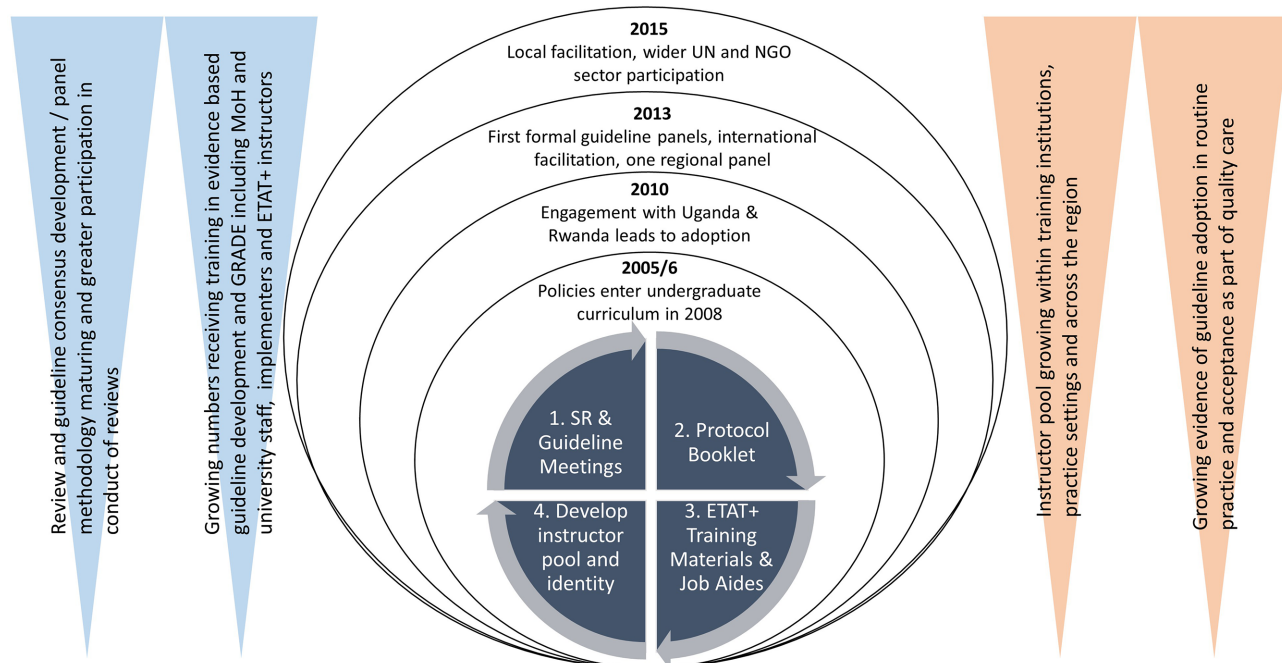 Review and guideline consensus development / panel
methodology maturing and greater participation in
conduct of reviews
Growing numbers receiving training in evidence based
guideline development and GRADE including MoH and
university staff, implementers and ETAT+ instructors
2015
Local facilitation, wider UN and NGO
sector participation
2013
First formal guideline panels, international
facilitation, one regional panel
2010
Engagement with Uganda &
Rwanda leads to adoption
2005/6
Policies enter undergraduate
curriculum in 2008
1. SR &
Guideline
Meetings
2. Protocol
Booklet
3. ETAT+
Training
Materials &
Job Aides
4. Develop
instructor
pool and
identity
Instructor pool growing within training institutions,
practice settings and across the region
Growing evidence of guideline adoption in routine
practice and acceptance as part of quality care